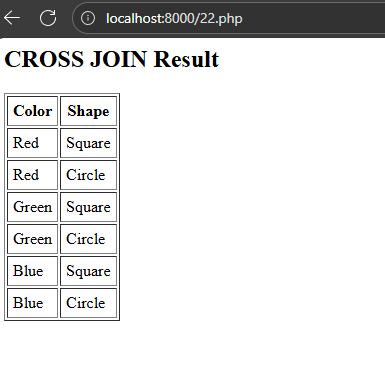 localhost:8000/22.php
CROSS JOIN Result
Color Shape
Red Square
Red Circle
Green Square
Green Circle
Blue Square
Blue Circle